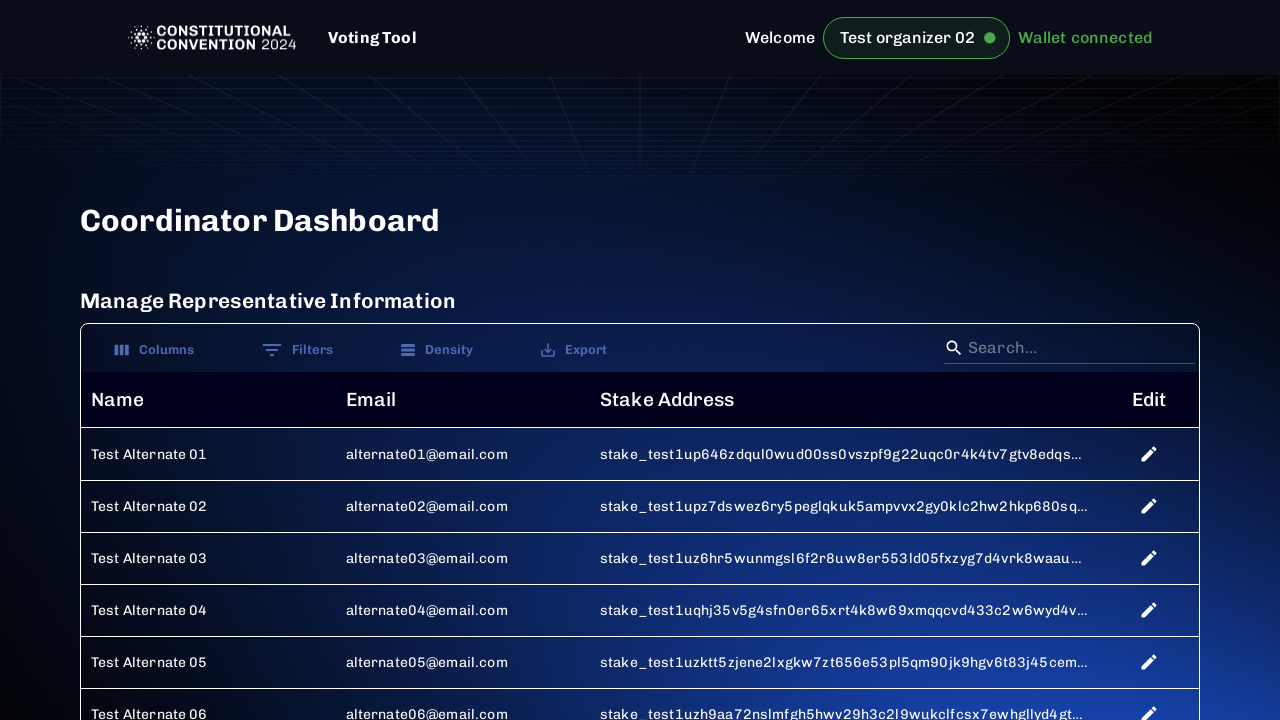 CONSTITUTIONAL
CONVENTION 2024
Voting Tool
Welcome
Test organizer 02
Wallet connected
Coordinator Dashboard
Manage Representative Information
Columns
Filters
Density
Export
Search…
Name Email Stake Address Edit
Test Alternate 01 alternate01@email.com stake_test1up646zdqul0wud00ss0vszpf9g22uqc0r4k4tv7gtv8edqs…
Test Alternate 02 alternate02@email.com stake_test1upz7dswez6ry5peglqkuk5ampvvx2gy0klc2hw2hkp680sq…
Test Alternate 03 alternate03@email.com stake_test1uz6hr5wunmgsl6f2r8uw8er553ld05fxzyg7d4vrk8waau…
Test Alternate 04 alternate04@email.com stake_test1uqhj35v5g4sfn0er65xrt4k8w69xmqqcvd433c2w6wyd4v…
Test Alternate 05 alternate05@email.com stake_test1uzktt5zjene2lxgkw7zt656e53pl5qm90jk9hgv6t83j45cem…
Test Alternate 06 alternate06@email.com stake_test1uzh9aa72nslmfgh5hwv29h3c2l9wukclfcsx7ewhgllyd4gt…